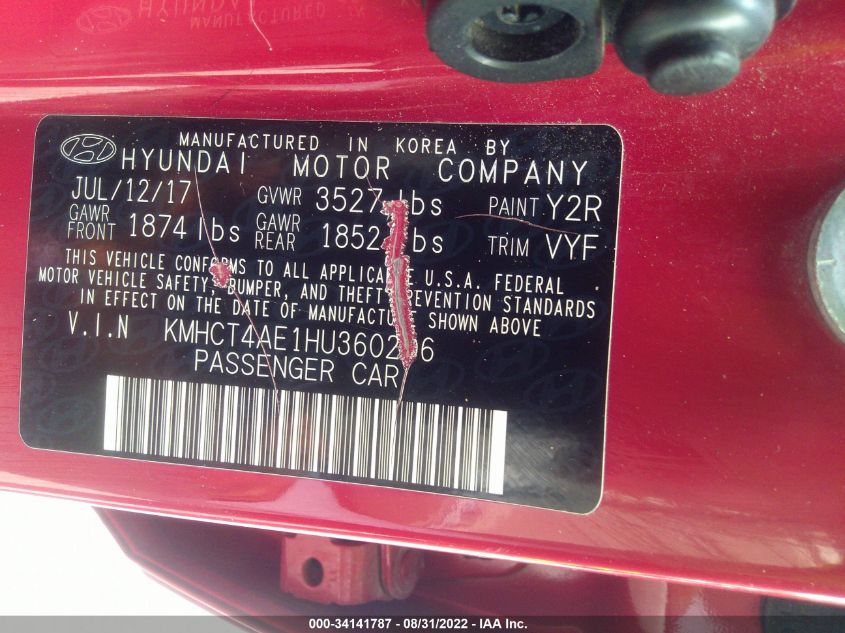 MANUFACTURED IN KOREA BY
HYUNDAI MOTOR COMPANY
JUL/12/17 GVWR 3527 lbs PAINT Y2R
GAWR FRONT 1874 lbs GAWR REAR 1852 lbs TRIM VYF
THIS VEHICLE CONFORMS TO ALL U.S.A. FEDERAL
MOTOR VEHICLE SAFETY, BUMPER, AND THEFT PREVENTION STANDARDS
IN EFFECT ON THE DATE OF MANUFACTURE SHOWN ABOVE
V.I.N
PASSENGER CAR
000-34141787 - 08/31/2022 - IAA Inc.